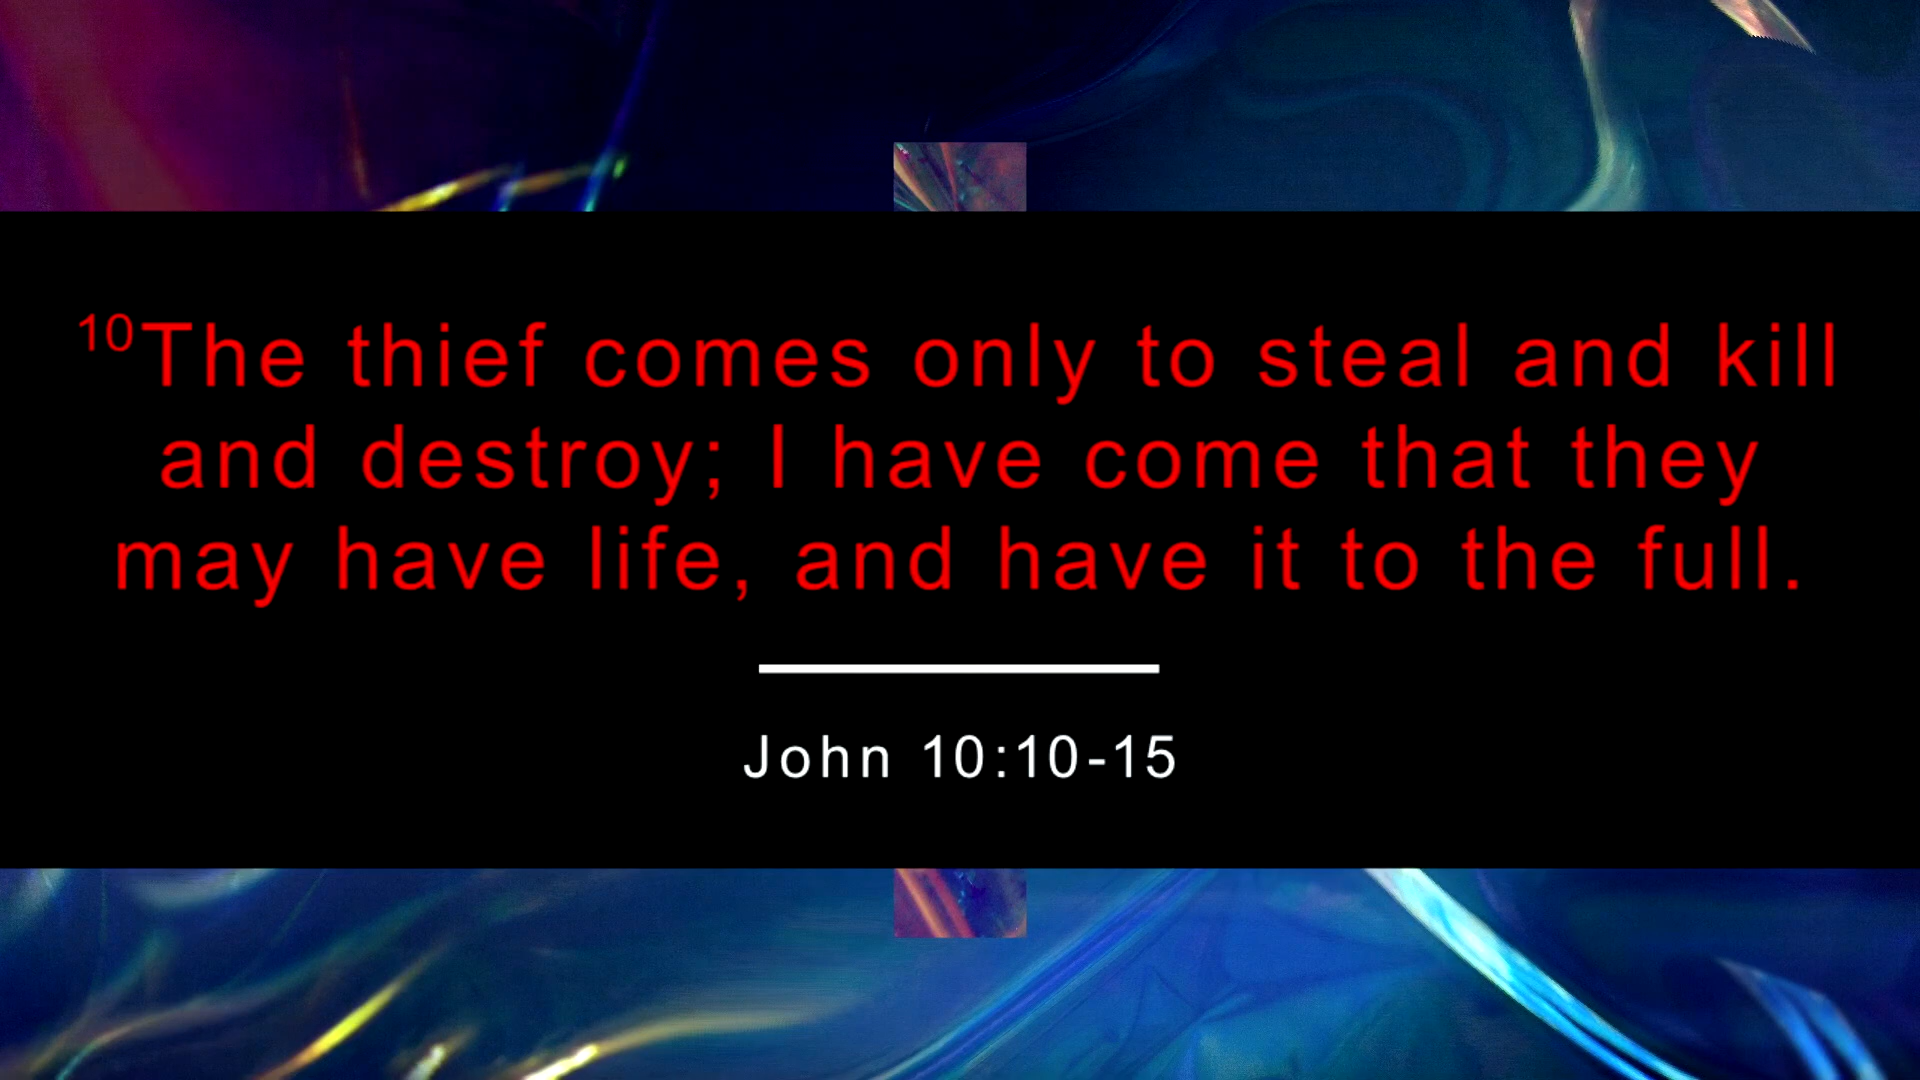 ¹⁰The thief comes only to steal and kill
and destroy; I have come that they
may have life, and have it to the full.
John 10:10-15